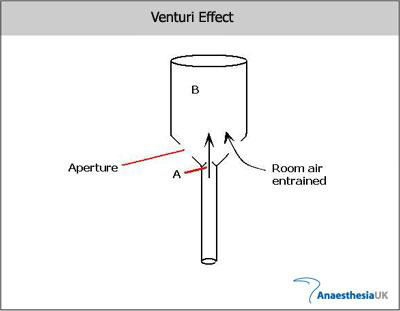 Venturi Effect
B
Aperture
A
Room air
entrained
AnaesthesiaUK